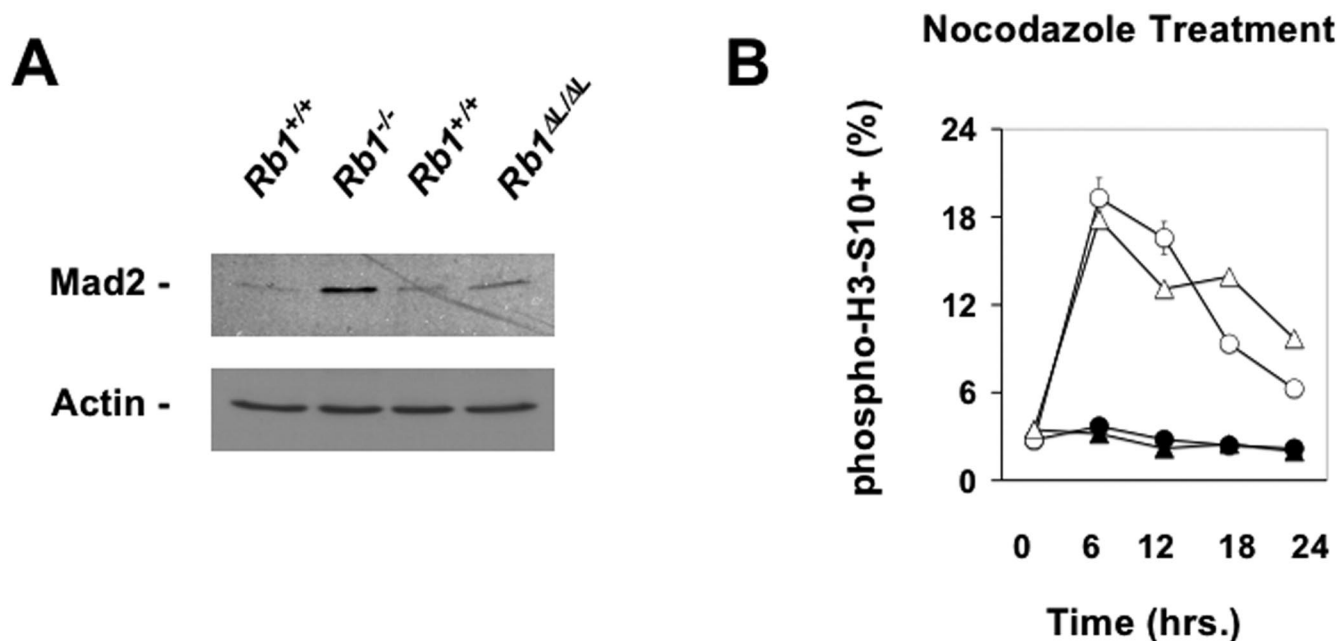 A
Rb1+/+
Rb1-/-
Rb1+/+
Rb1ΔL/ΔL
Mad2 -
Actin -
B
Nocodazole Treatment
phospho-H3-S10+ (%)
24
18
12
6
0
0 6 12 18 24
Time (hrs.)